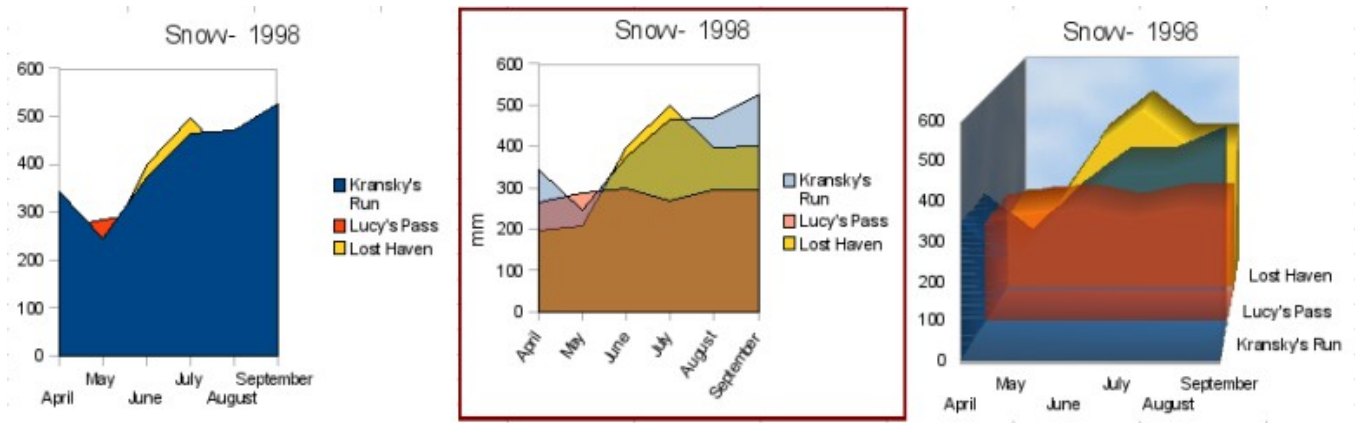 Snow- 1998
600
500
400
300
200
100
0
May July September
April June August
Kransky's
Run
Lucy's Pass
Lost Haven
Snow- 1998
mm
600
500
400
300
200
100
0
April
May
June
July
August
September
Kransky's
Run
Lucy's Pass
Lost Haven
Snow- 1998
600
500
400
300
200
100
0
Lost Haven
Lucy's Pass
Kransky's Run
May July September
April June August